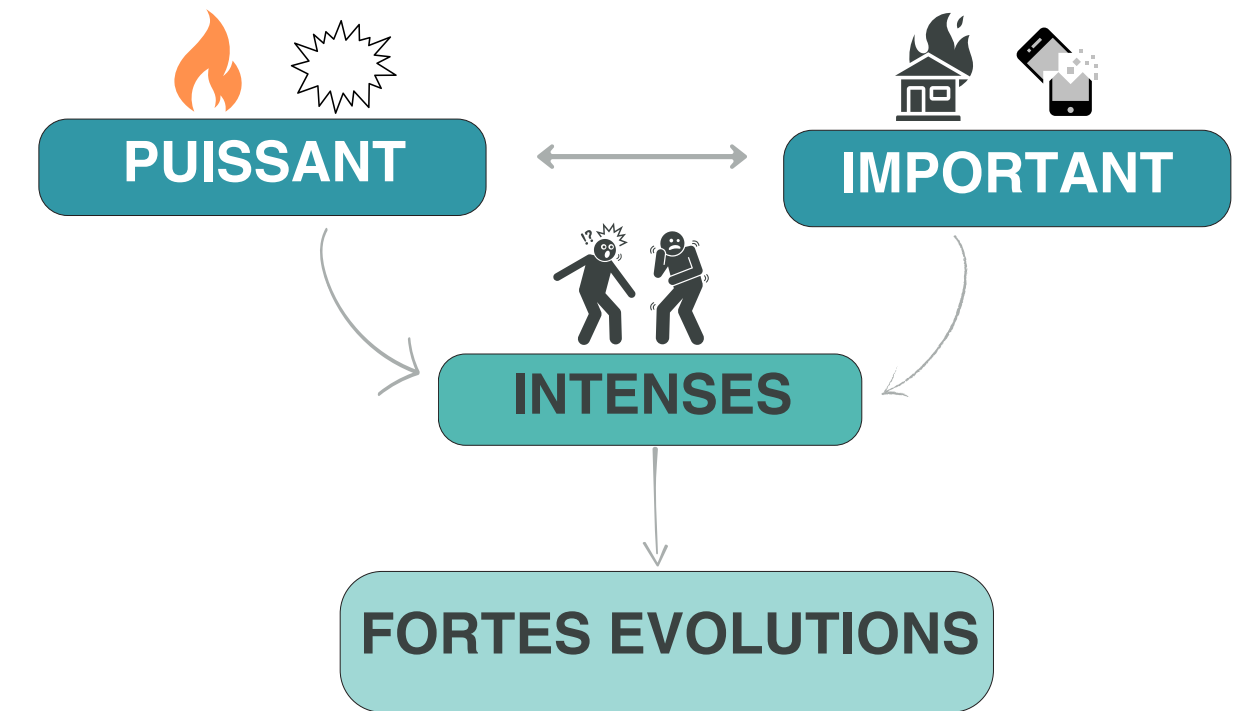 PUISSANT
IMPORTANT
!?
INTENSES
FORTES EVOLUTIONS